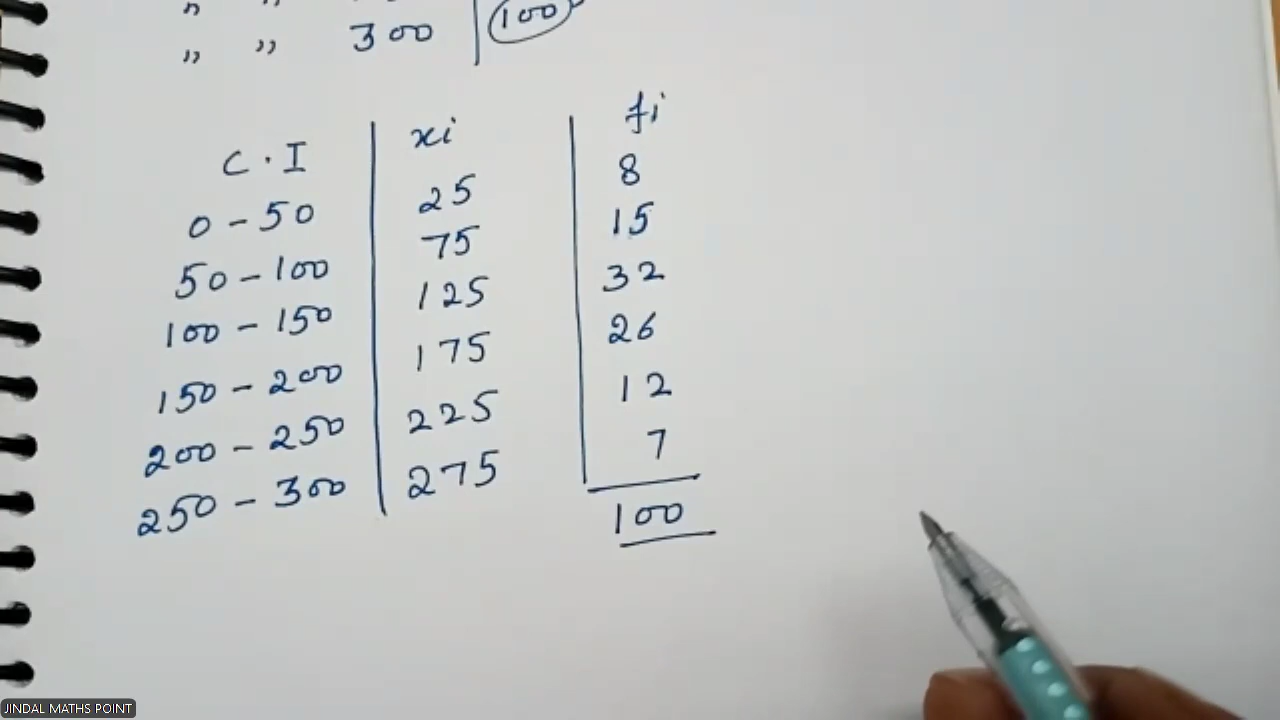 " "
" " 300 | 100
C.I | xi | fi
0 - 50 | 25 | 8
50 - 100 | 75 | 15
100 - 150 | 125 | 32
150 - 200 | 175 | 26
200 - 250 | 225 | 12
250 - 300 | 275 | 7
100
JINDAL MATHS POINT